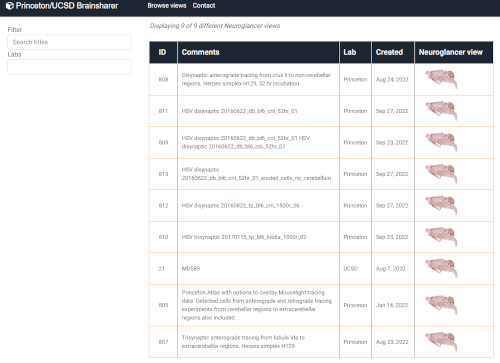 Princeton/UCSD Brainsharer Browse views Contact
Filter
Search titles
Labs
Displaying 9 of 9 different Neuroglancer views
ID Comments Lab Created Neuroglancer view
808 Disynaptic anterograde tracing from crus II to non-cerebellar
regions. Herpes simplex H129, 52 hr incubation Princeton Aug 24, 2022
811 HSV disynaptic 20160622_db_bl6_crii_52hr_01 Princeton Sep 27, 2022
809 HSV disynaptic 20160622_db_bl6_crii_52hr_01 HSV
disynaptic 20160622_db_bl6_crii_52hr_01 Princeton Sep 23, 2022
813 HSV disynaptic
20160622_db_bl6_crii_52hr_01_eroded_cells_no_cerebellum Princeton Sep 27, 2022
812 HSV disynaptic 20160822_tp_bl6_crii_1500r_06 Princeton Sep 27, 2022
810 HSV trisynaptic 20170115_tp_bl6_lob6a_1000r_02 Princeton Sep 23, 2022
21 MD589 UCSD Aug 7, 2020
805 Princeton Atlas with options to overlay Mouselight tracing
data. Detected cells from anterograde and retrograde tracing
experiments from cerebellar regions to extracerebellar
regions also included. Princeton Jan 14, 2022
807 Trisynaptic anterograde tracing from lobule VIa to
extracerebellar regions. Herpes simplex H129. Princeton Aug 23, 2022